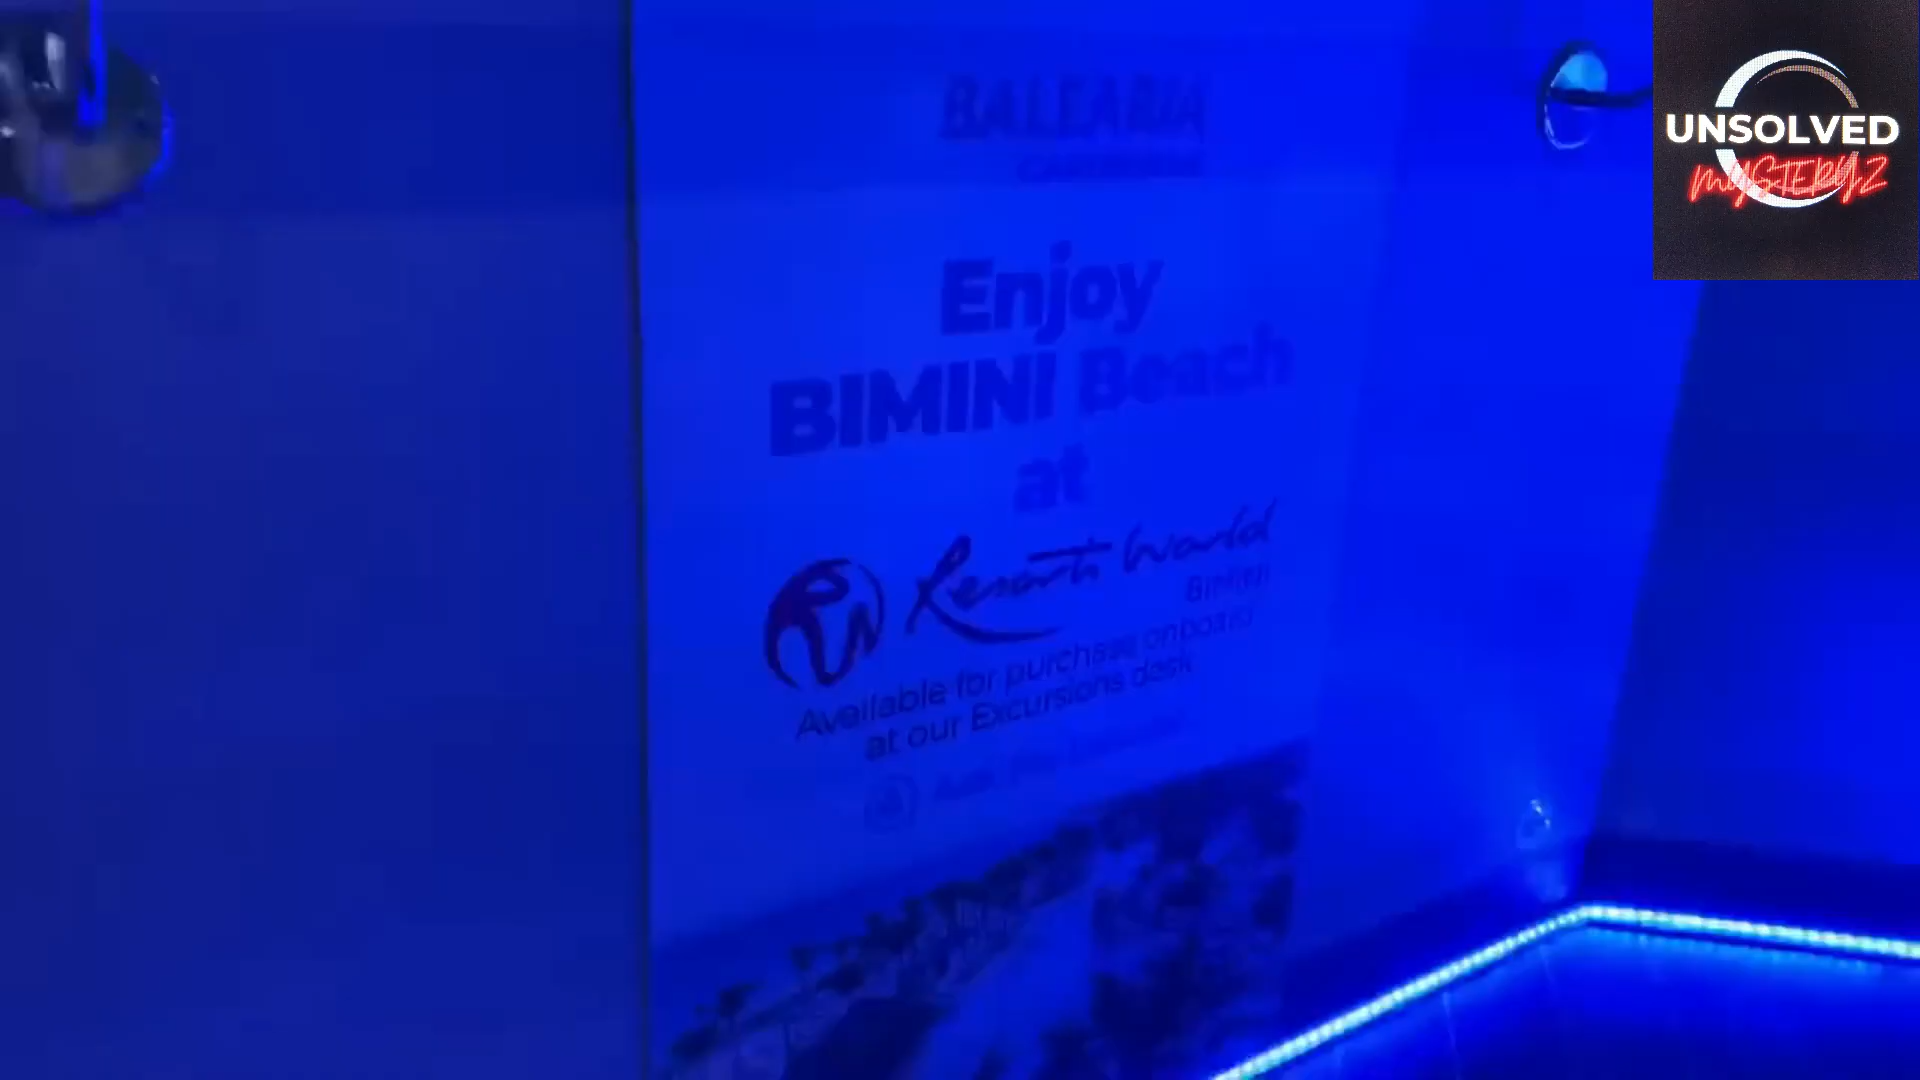 BALEARIA
UNSOLVED
MYSTERYZ
Enjoy
BIMINI Beach
at
Resorts World
BIMINI
Available for purchase onboard
at our Excursions desk